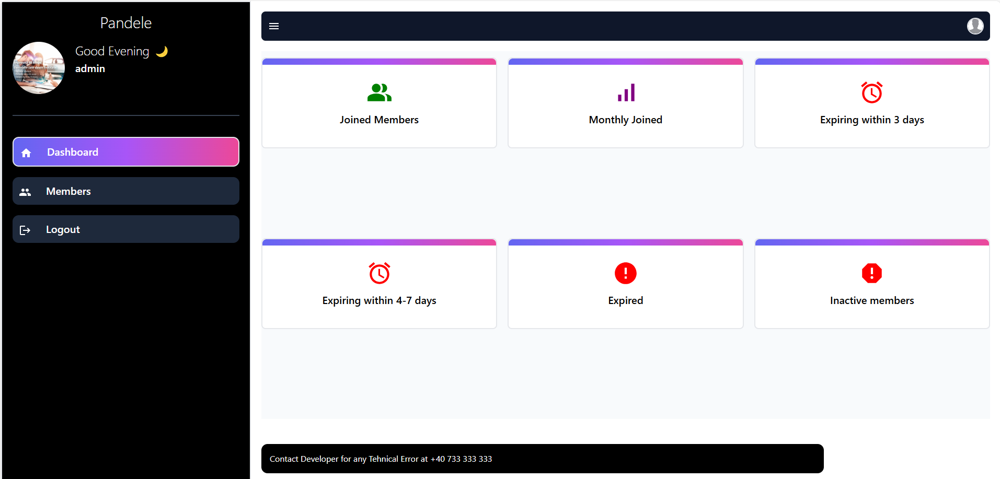 Pandele
Good Evening 🌙
admin
Dashboard
Members
Logout
Joined Members
Monthly Joined
Expiring within 3 days
Expiring within 4-7 days
Expired
Inactive members
Contact Developer for any Tehnical Error at +40 733 333 333